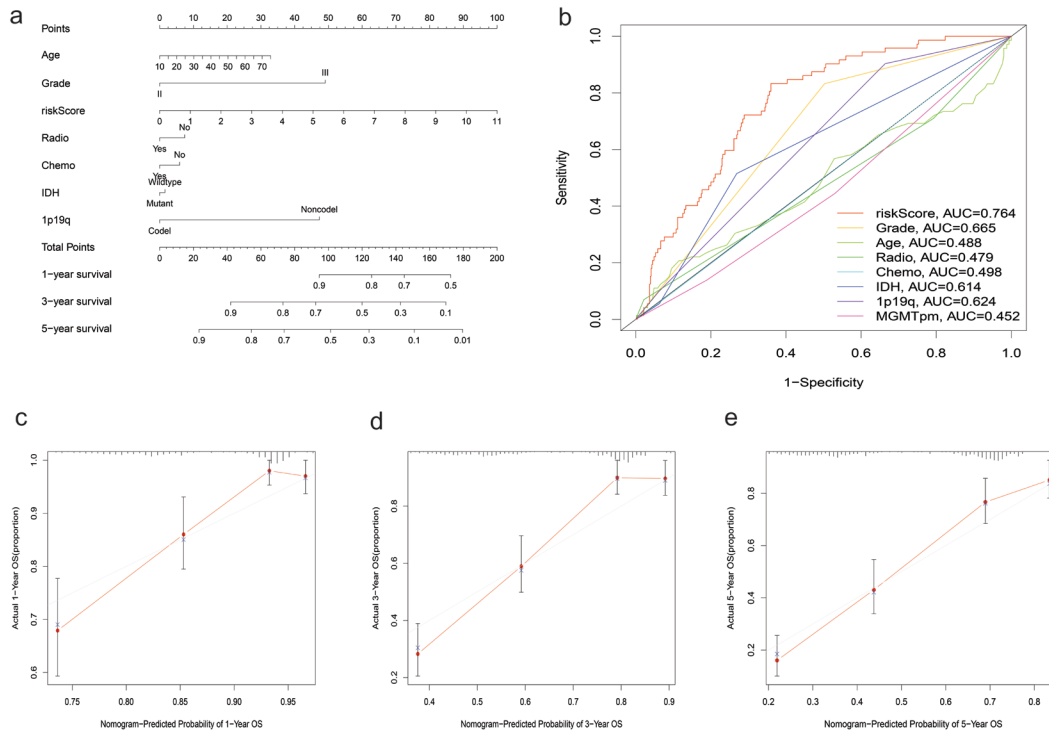 a
Points
0 10 20 30 40 50 60 70 80 90 100
Age
10 20 30 40 50 60 70
Grade
III
II
riskScore
0 1 2 3 4 5 6 7 8 9 10 11
Radio
No
Yes
Chemo
No
Yes
IDH
Wildtype
Mutant
1p19q
Noncodel
Codel
Total Points
0 20 40 60 80 100 120 140 160 180 200
1-year survival
0.9 0.8 0.7 0.5
3-year survival
0.9 0.8 0.7 0.5 0.3 0.1
5-year survival
0.9 0.8 0.7 0.5 0.3 0.1 0.01
b
Sensitivity
0.0 0.2 0.4 0.6 0.8 1.0
riskScore, AUC=0.764
Grade, AUC=0.665
Age, AUC=0.488
Radio, AUC=0.479
Chemo, AUC=0.498
IDH, AUC=0.614
1p19q, AUC=0.624
MGMTpm, AUC=0.452
0.0 0.2 0.4 0.6 0.8 1.0
1-Specificity
c
Actual 1-Year OS(proportion)
0.6 0.7 0.8 0.9 1.0
0.75 0.80 0.85 0.90 0.95
Nomogram-Predicted Probability of 1-Year OS
d
Actual 3-Year OS(proportion)
0.2 0.4 0.6 0.8
0.4 0.5 0.6 0.7 0.8 0.9
Nomogram-Predicted Probability of 3-Year OS
e
Actual 5-Year OS(proportion)
0.2 0.4 0.6 0.8
0.2 0.3 0.4 0.5 0.6 0.7 0.8
Nomogram-Predicted Probability of 5-Year OS